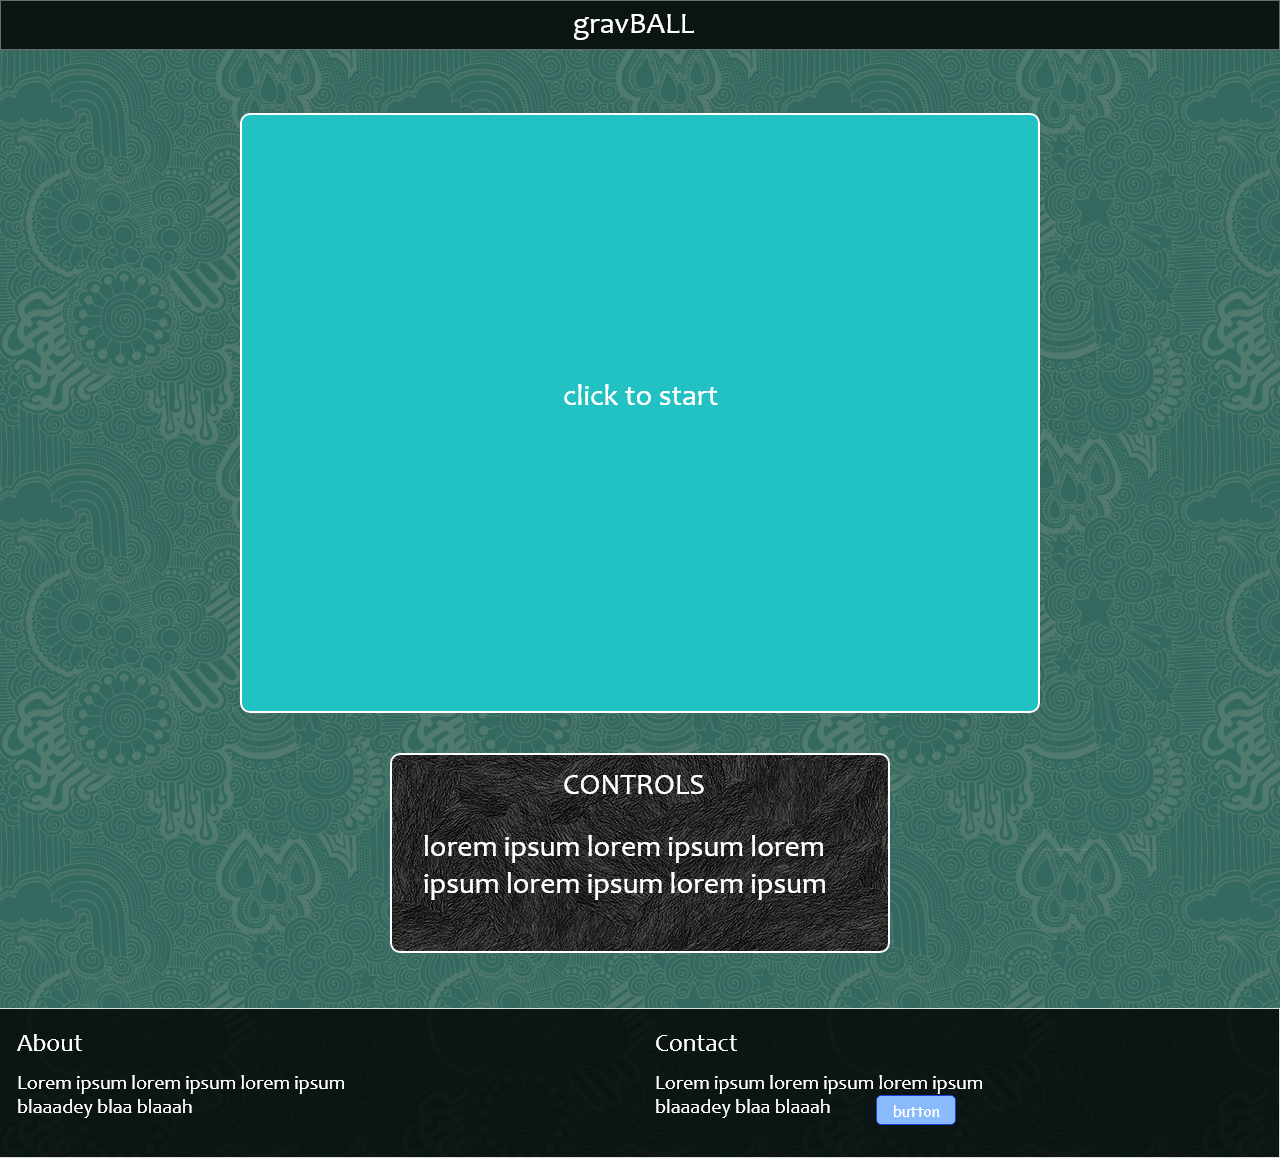 gravBALL
click to start
CONTROLS
lorem ipsum lorem ipsum lorem
ipsum lorem ipsum lorem ipsum
About
Lorem ipsum lorem ipsum lorem ipsum
blaaadey blaa blaaah
Contact
Lorem ipsum lorem ipsum lorem ipsum
blaaadey blaa blaaah
button